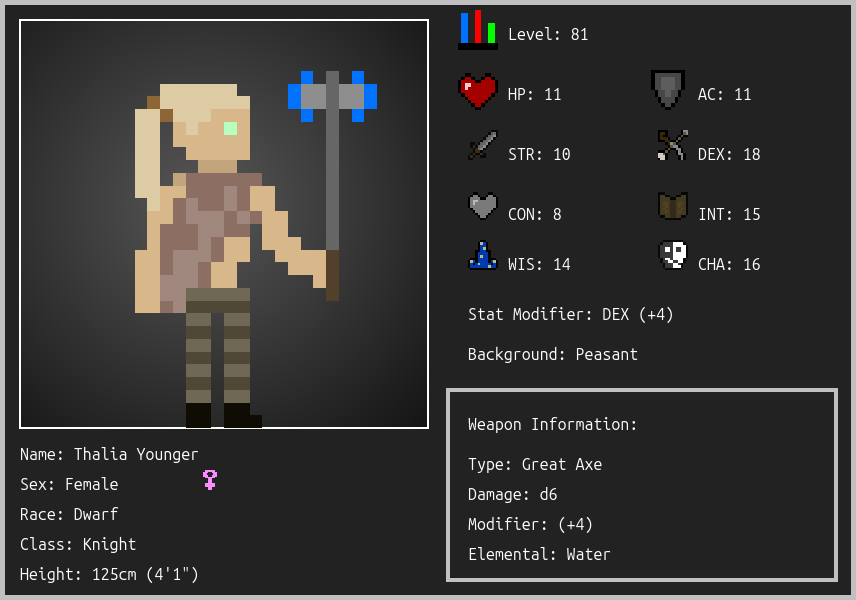 Level: 81
HP: 11
AC: 11
STR: 10
DEX: 18
CON: 8
INT: 15
WIS: 14
CHA: 16
Stat Modifier: DEX (+4)
Background: Peasant
Weapon Information:
Type: Great Axe
Damage: d6
Modifier: (+4)
Elemental: Water
Name: Thalia Younger
Sex: Female
Race: Dwarf
Class: Knight
Height: 125cm (4'1")